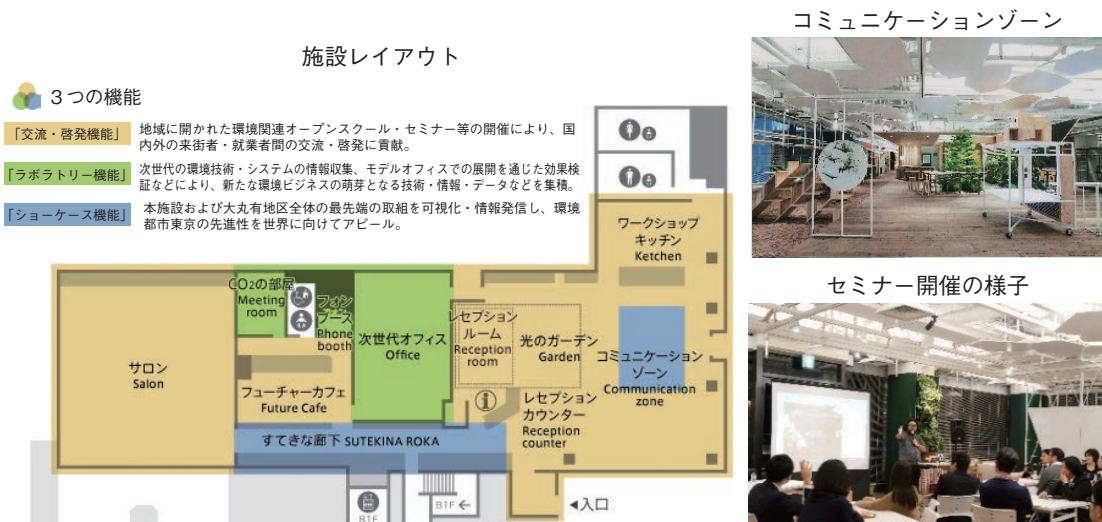 施設レイアウト
3つの機能
「交流・啓発機能」
地域に開かれた環境関連オープンスクール・セミナー等の開催により、国
内外の来街者・就業者間の交流・啓発に貢献。
「ラボラトリー機能」
次世代の環境技術・システムの情報収集、モデルオフィスでの展開を通じた効果検
証などにより、新たな環境ビジネスの萌芽となる技術・情報・データなどを集積。
「ショーケース機能」
本施設および大丸有地区全体の最先端の取組を可視化・情報発信し、環境
都市東京の先進性を世界に向けてアピール。
ワークショップ
キッチン
Ketchen
CO2の部屋
Meeting
room
フォン
ブース
Phone
booth
次世代オフィス
Office
レセプション
ルーム
Reception
room
光のガーデン
Garden
コミュニケーション
ゾーン
Communication
zone
サロン
Salon
フューチャーカフェ
Future Cafe
レセプション
カウンター
Reception
counter
すてきな廊下 SUTEKINA ROKA
B1F
B1F ←
◀入口
コミュニケーションゾーン
セミナー開催の様子